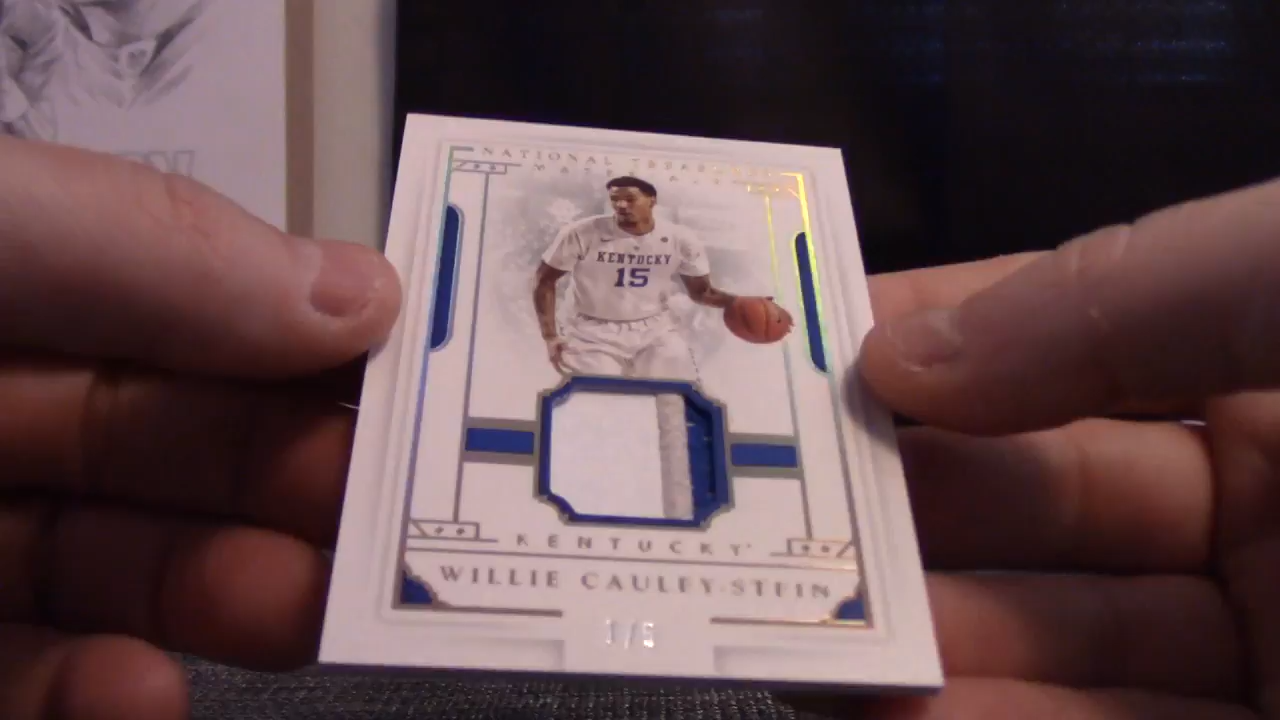 NATIONAL TREASURES
MATERIALS
KENTUCKY
15
KENTUCKY
WILLIE CAULEY-STEIN
1/5